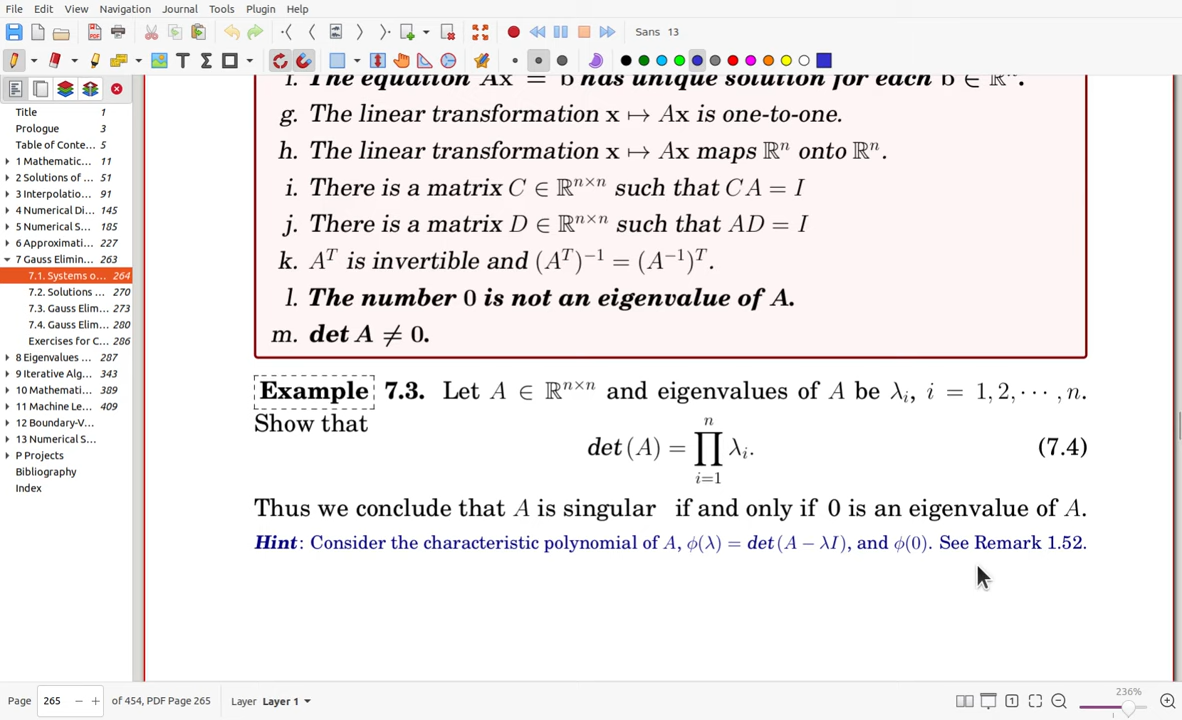 File Edit View Navigation Journal Tools Plugin Help
Sans 13
Title 1
Prologue 3
Table of Conte... 5
1 Mathematic... 11
2 Solutions of ... 51
3 Interpolatio... 91
4 Numerical Di... 145
5 Numerical S... 185
6 Approximati... 227
7 Gauss Elimin... 263
7.1. Systems o... 264
7.2. Solutions ... 270
7.3. Gauss Elim... 273
7.4. Gauss Elim... 280
Exercises for C... 286
8 Eigenvalues ... 287
9 Iterative Alg... 343
10 Mathemati... 389
11 Machine Le... 409
12 Boundary-V...
13 Numerical S...
P Projects
Bibliography
Index
The equation Ax = b has unique solution for each b ∈ ℝⁿ.
g. The linear transformation x ↦ Ax is one-to-one.
h. The linear transformation x ↦ Ax maps ℝⁿ onto ℝⁿ.
i. There is a matrix C ∈ ℝⁿˣⁿ such that CA = I
j. There is a matrix D ∈ ℝⁿˣⁿ such that AD = I
k. Aᵀ is invertible and (Aᵀ)⁻¹ = (A⁻¹)ᵀ.
l. The number 0 is not an eigenvalue of A.
m. det A ≠ 0.
Example 7.3. Let A ∈ ℝⁿˣⁿ and eigenvalues of A be λᵢ, i = 1, 2, ⋯ , n.
Show that
det (A) = ∏ⁿᵢ₌₁ λᵢ. (7.4)
Thus we conclude that A is singular if and only if 0 is an eigenvalue of A.
Hint: Consider the characteristic polynomial of A, ϕ(λ) = det(A − λI), and ϕ(0). See Remark 1.52.
Page 265 − + of 454, PDF Page 265 Layer Layer 1 236%